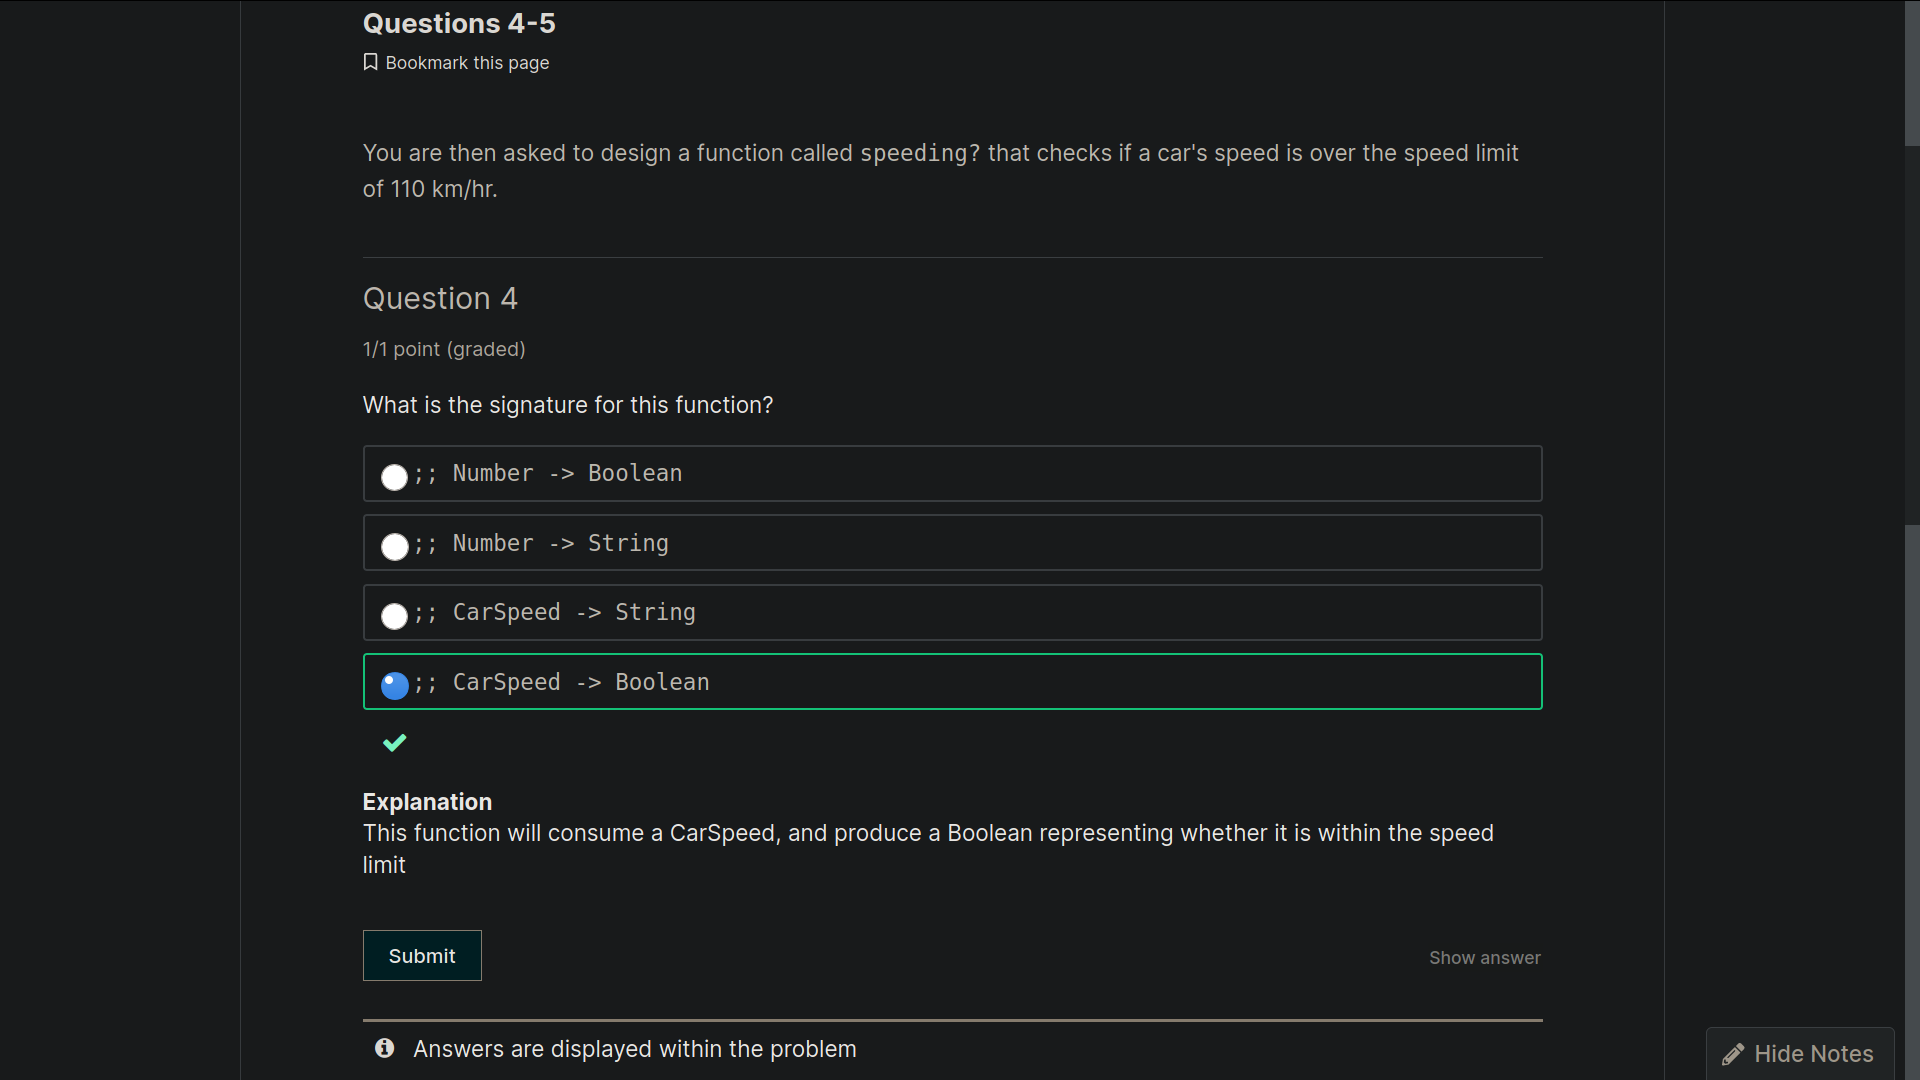 Questions 4-5
Bookmark this page
You are then asked to design a function called speeding? that checks if a car's speed is over the speed limit
of 110 km/hr.
Question 4
1/1 point (graded)
What is the signature for this function?
;; Number -> Boolean
;; Number -> String
;; CarSpeed -> String
;; CarSpeed -> Boolean
Explanation
This function will consume a CarSpeed, and produce a Boolean representing whether it is within the speed
limit
Submit
Show answer
Answers are displayed within the problem
Hide Notes